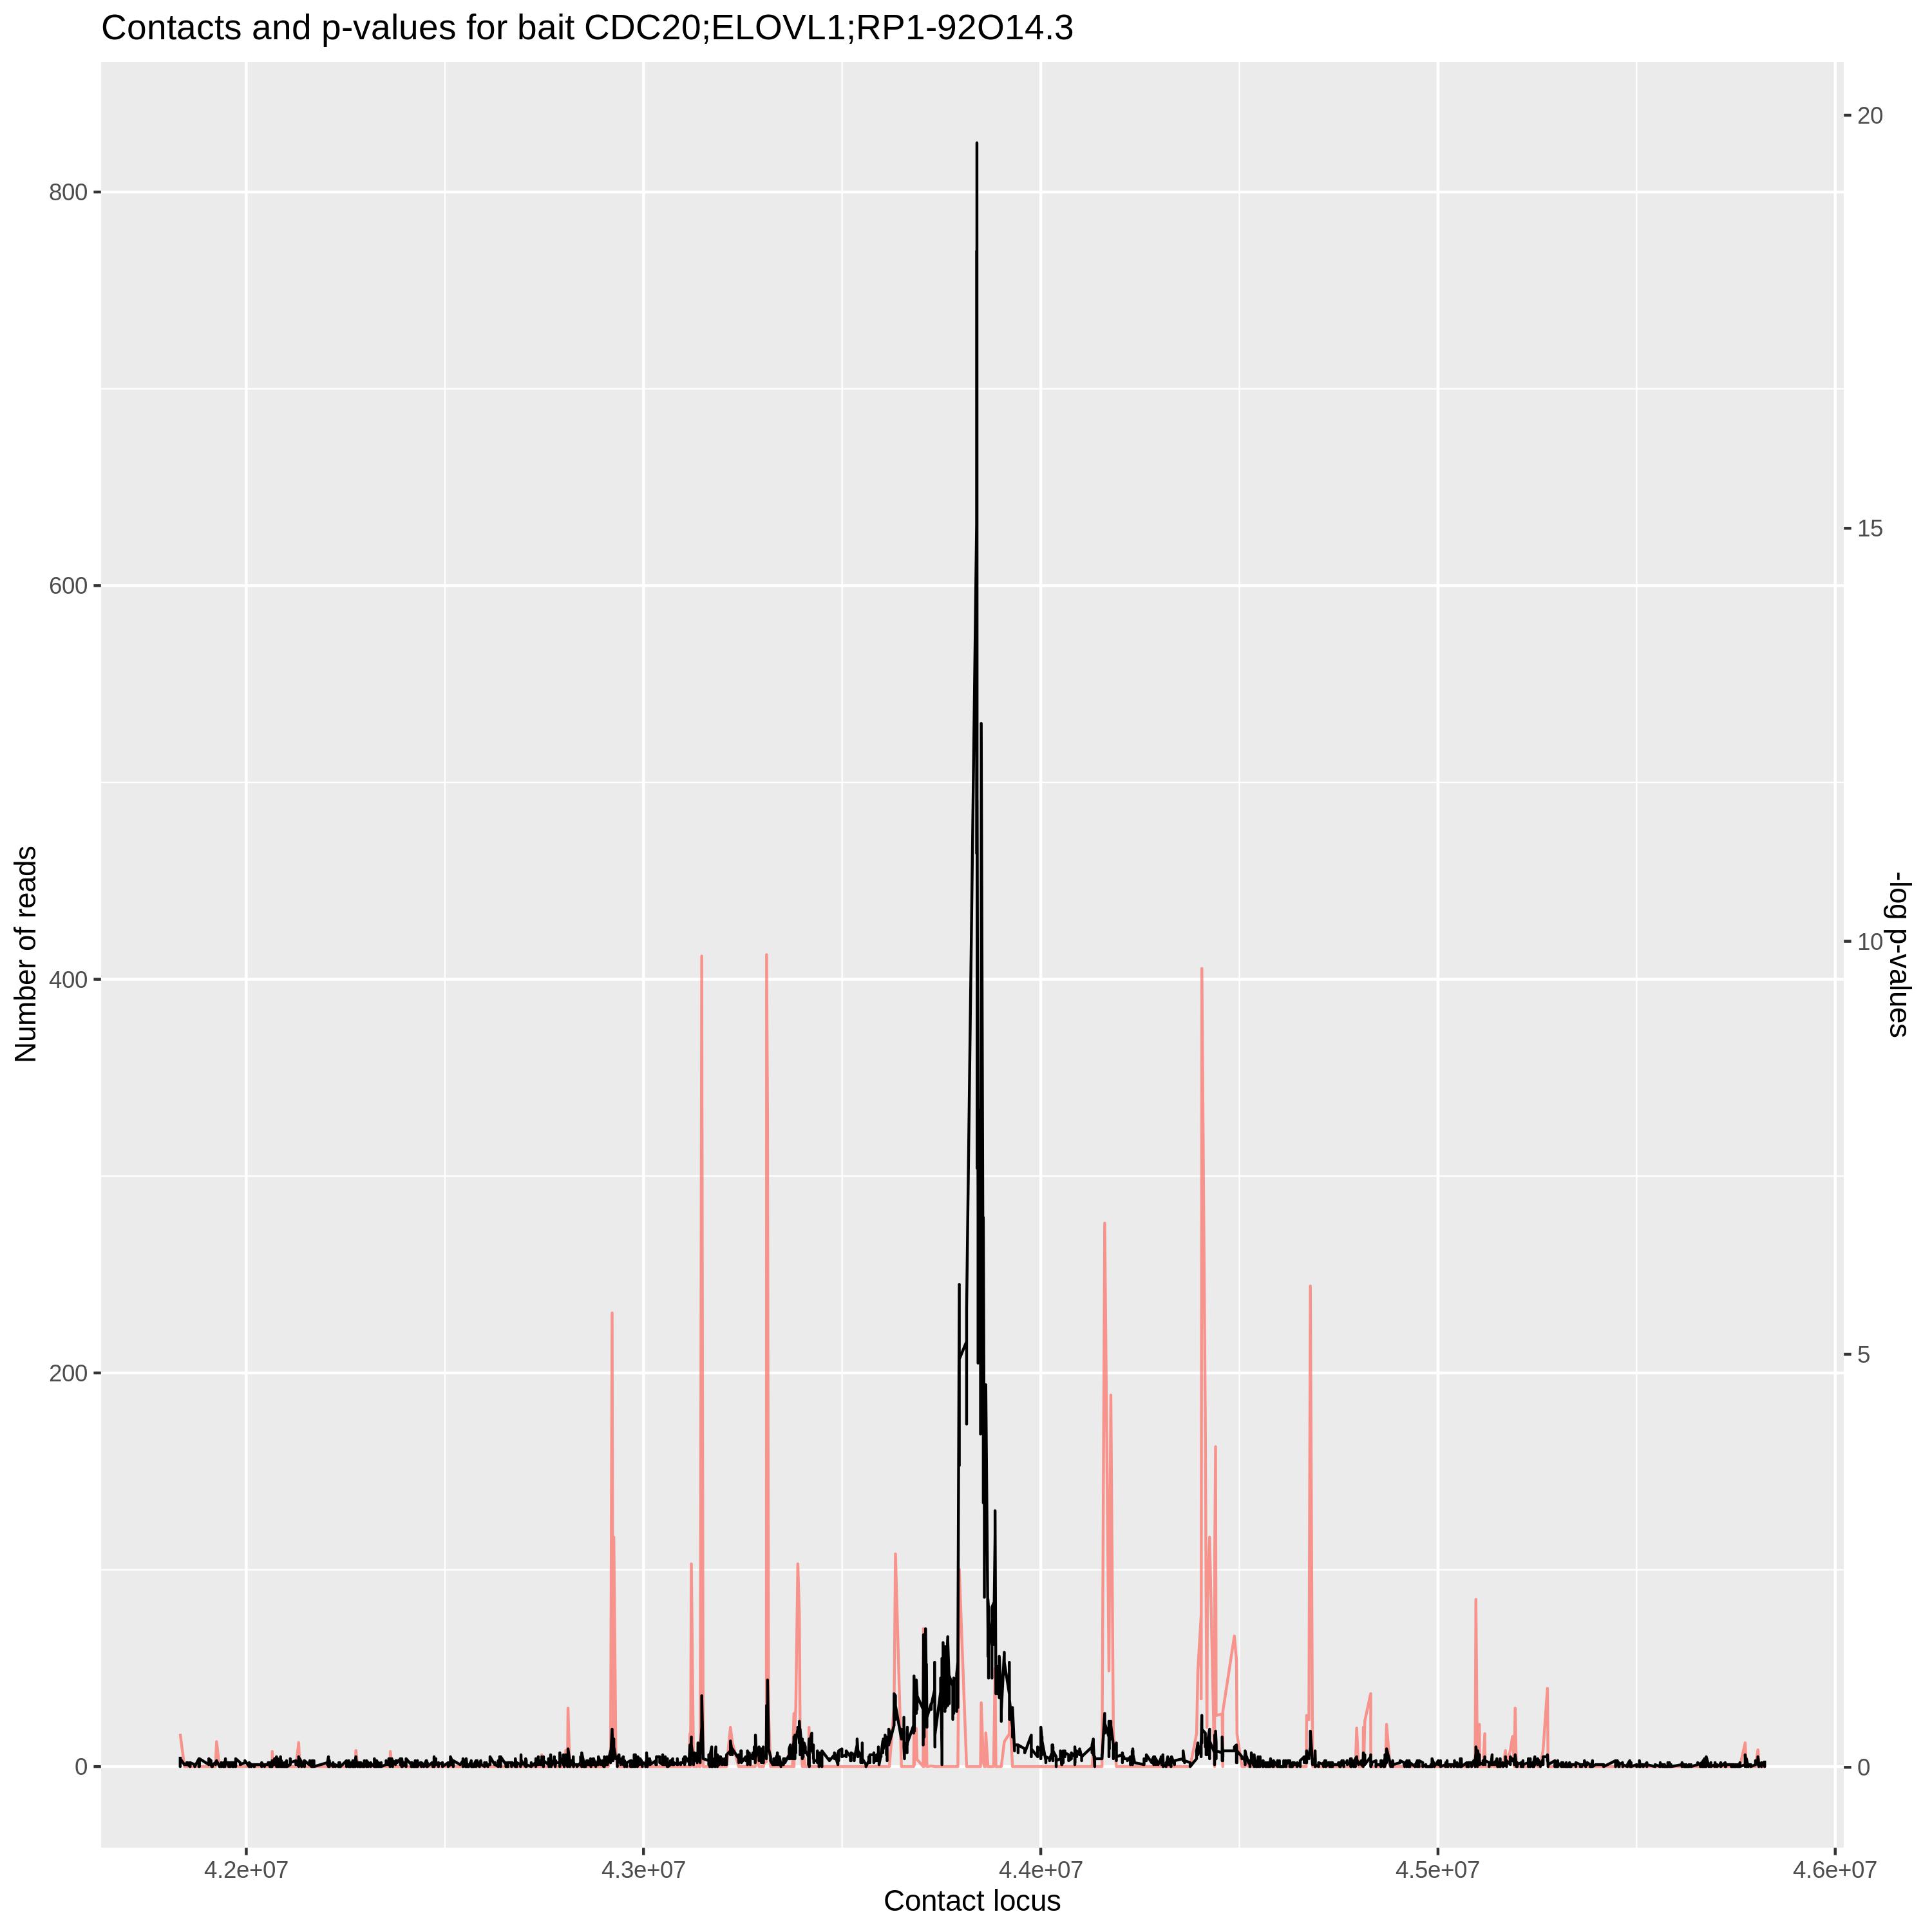 Contacts and p-values for bait CDC20;ELOVL1;RP1-92O14.3
20
800
15
600
Number of reads
-log p-values
10
400
5
200
0
0
4.2e+07 4.3e+07 4.4e+07 4.5e+07 4.6e+07
Contact locus